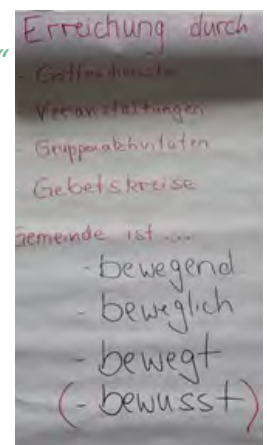 Erreichung durch
- Gottesdienste
- Veranstaltungen
- Gruppenaktivitäten
- Gebetskreise
Gemeinde ist ...
- bewegend
- beweglich
- bewegt
(- bewusst)